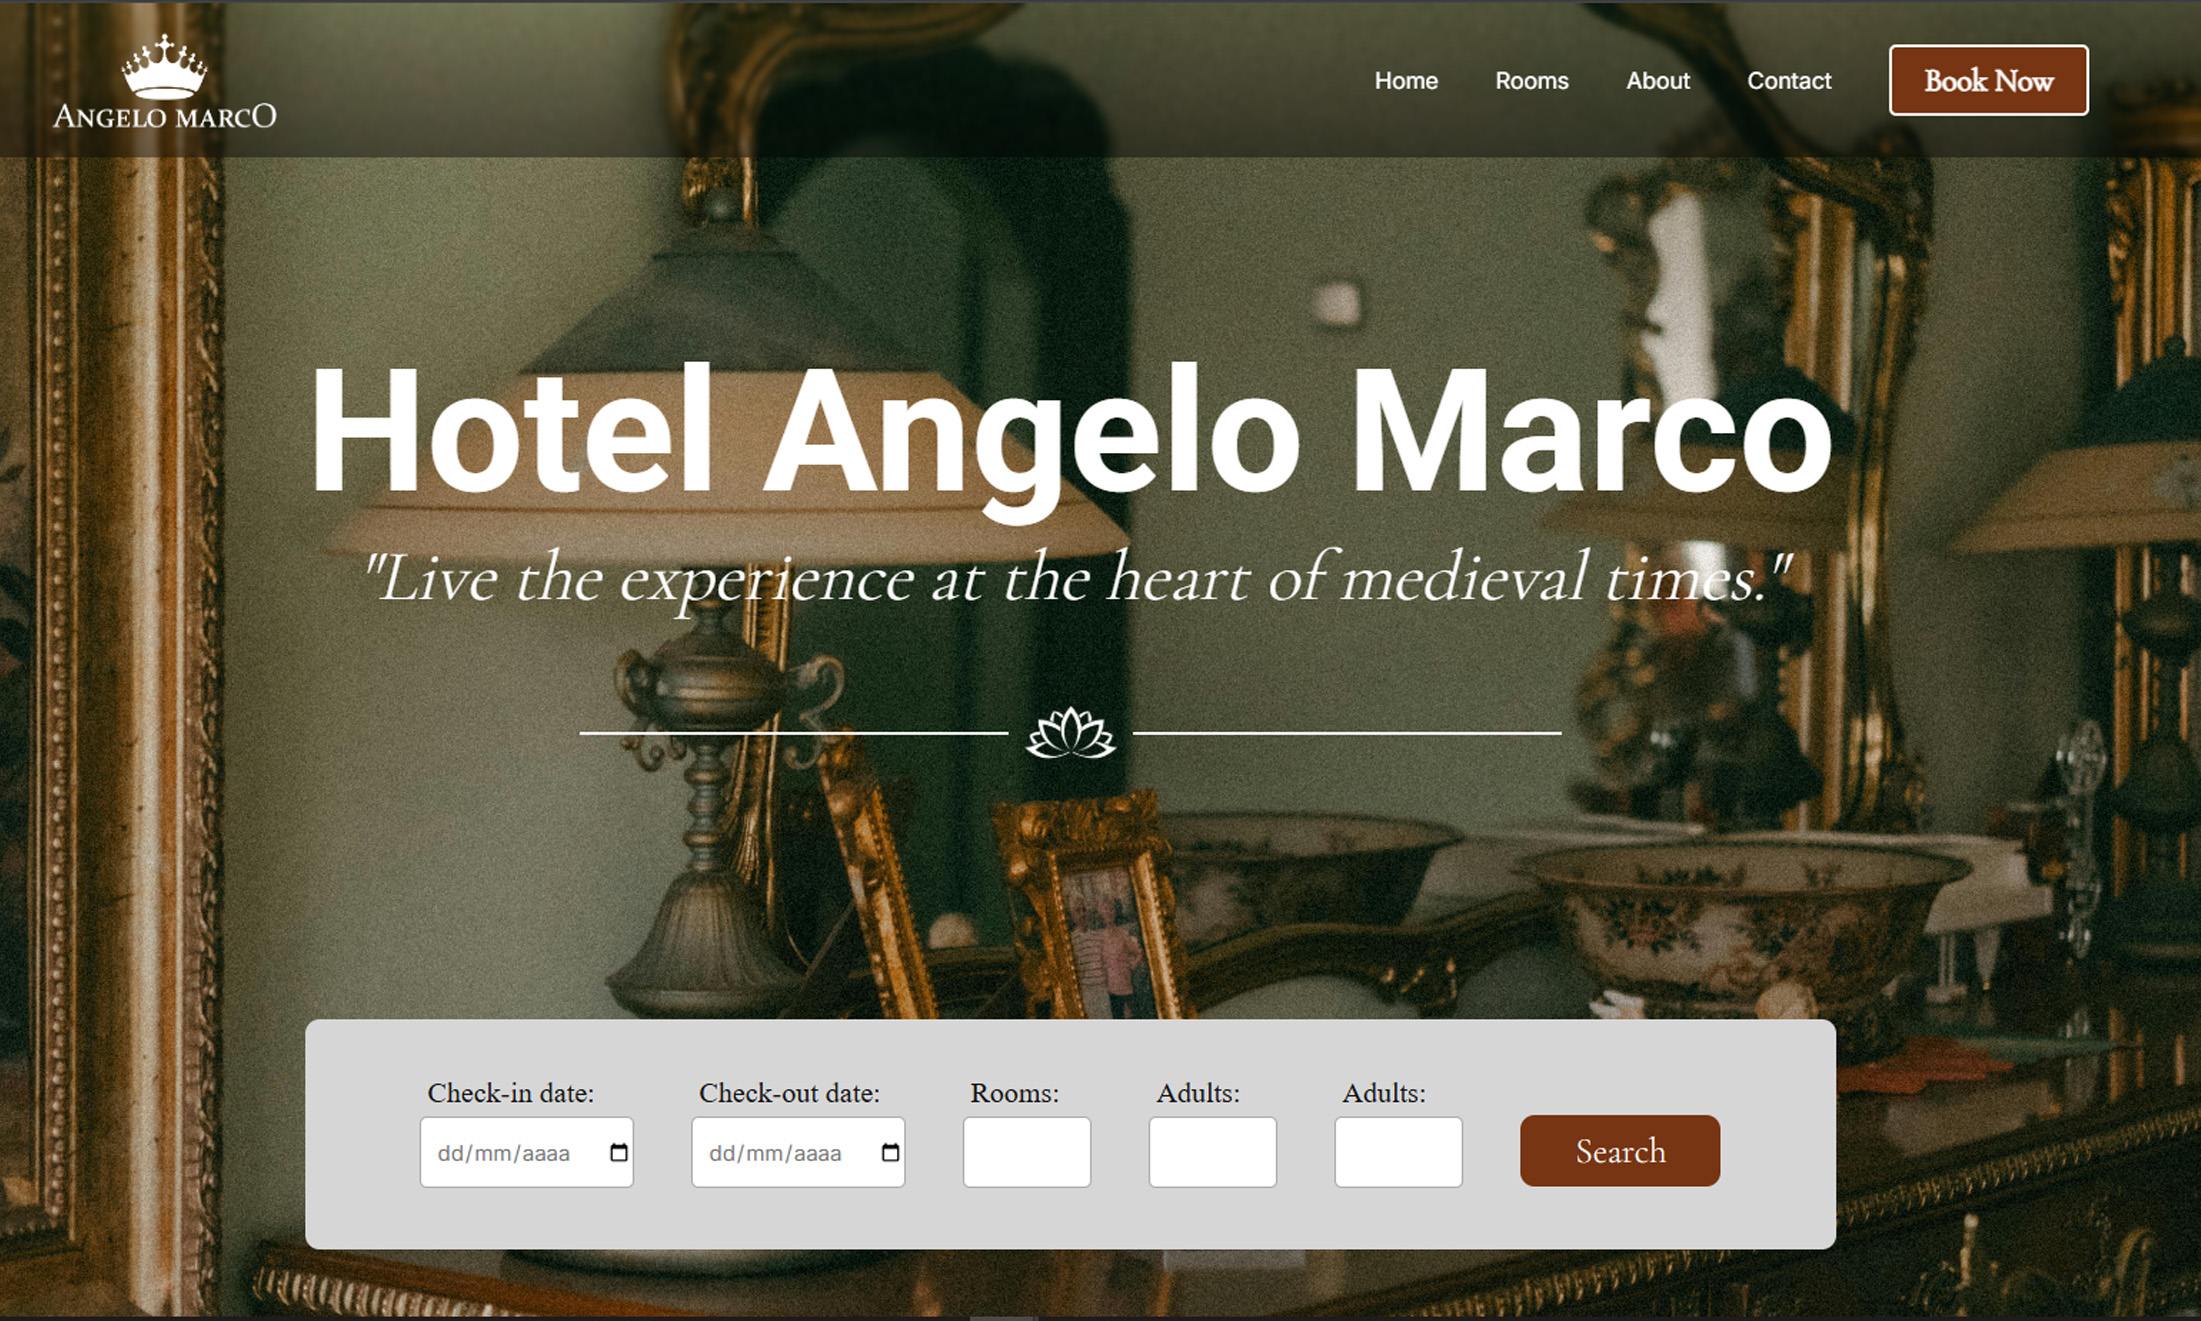 ANGELO MARCO
Home Rooms About Contact Book Now
Hotel Angelo Marco
"Live the experience at the heart of medieval times."
Check-in date: Check-out date: Rooms: Adults: Adults:
dd/mm/aaaa dd/mm/aaaa Search